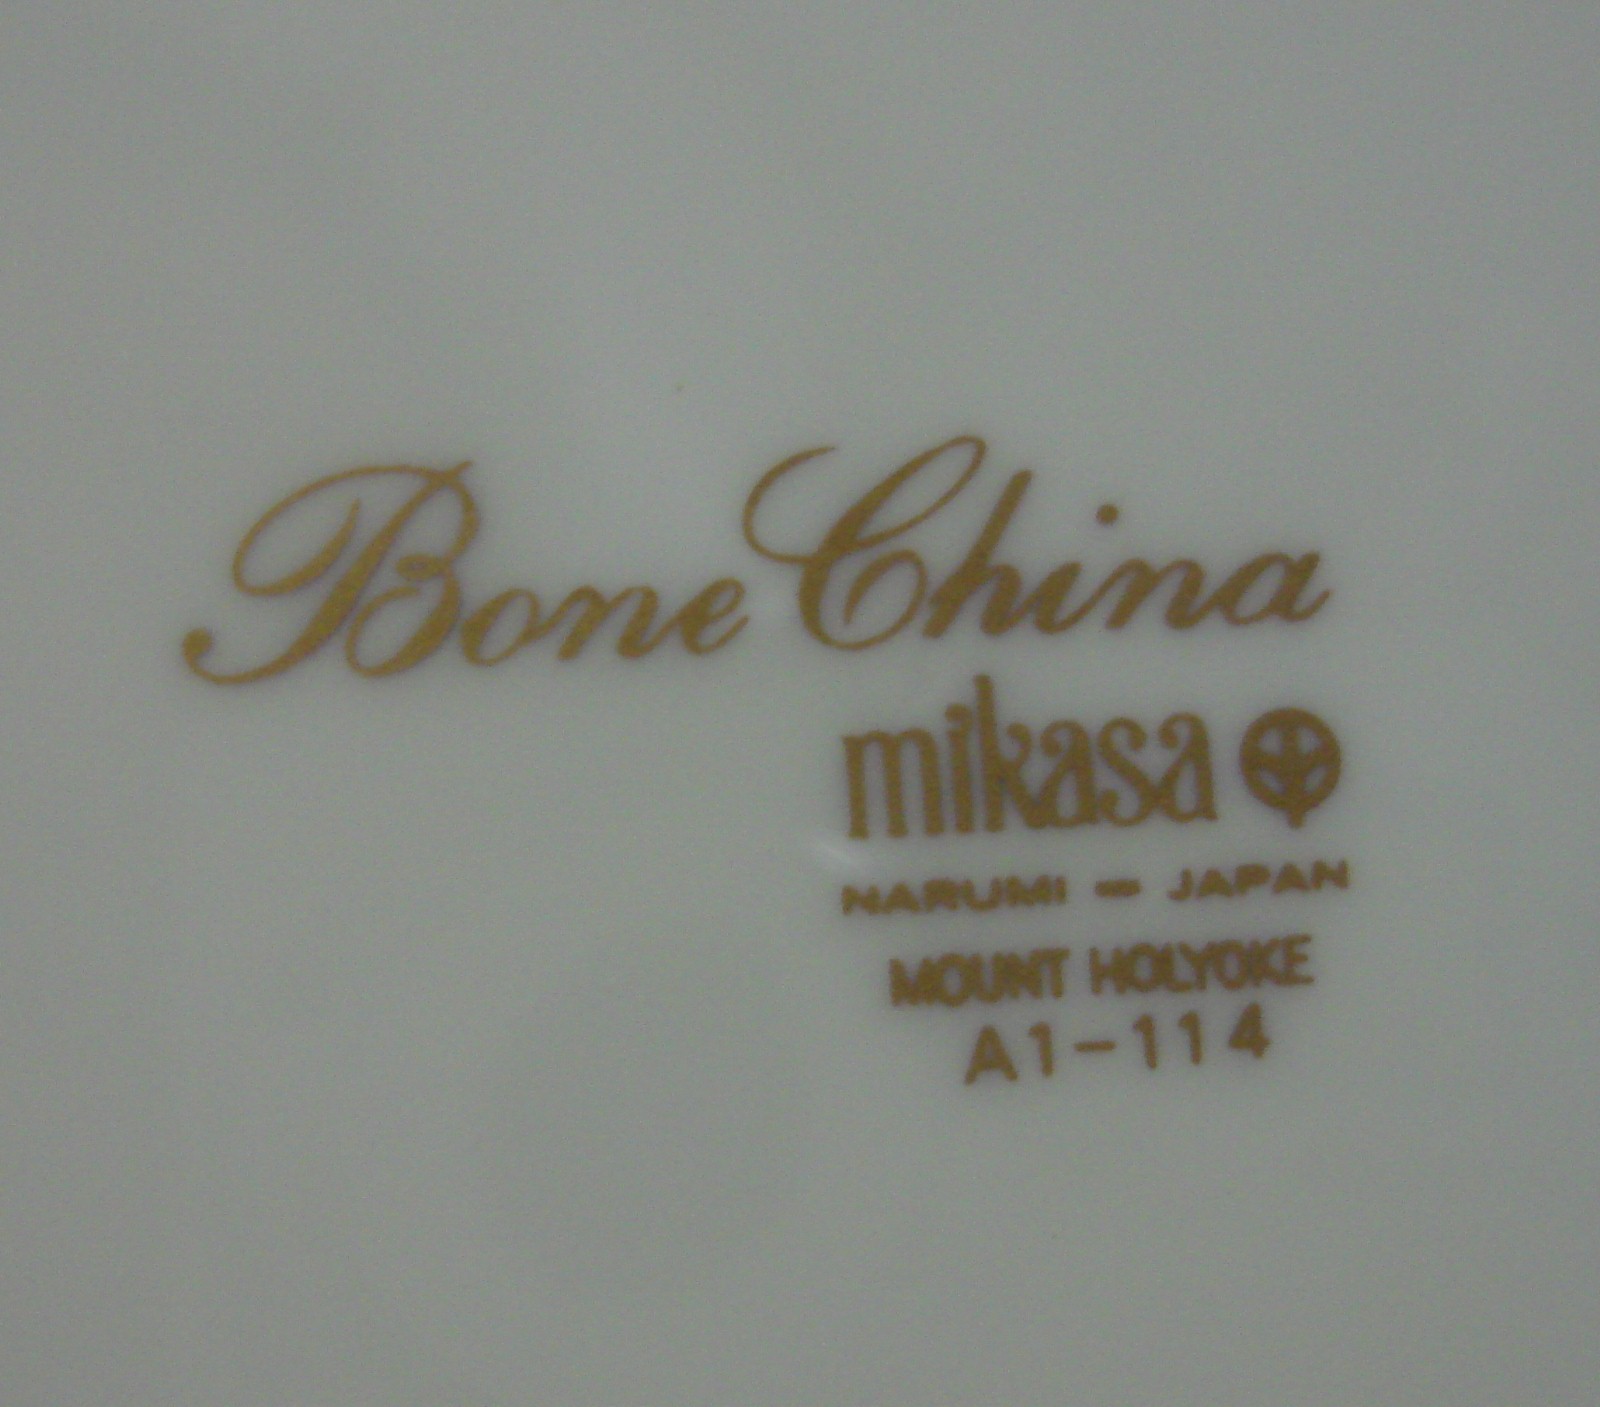 Bone China
mikasa
NARUMI - JAPAN
MOUNT HOLYOKE
A1-114